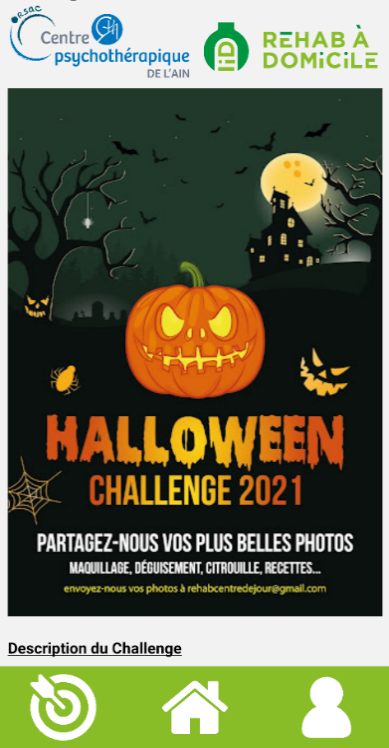 ORSAC
Centre
psychothérapique
DE L'AIN
REHAB À
DOMiCiLE
HALLOWEEN
CHALLENGE 2021
PARTAGEZ-NOUS VOS PLUS BELLES PHOTOS
MAQUILLAGE, DÉGUISEMENT, CITROUILLE, RECETTES...
envoyez-nous vos photos à rehabcentredejour@gmail.com
Description du Challenge